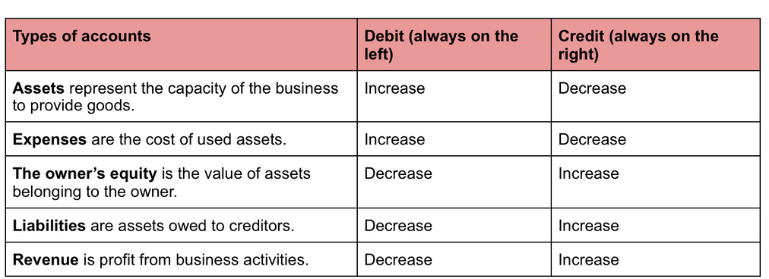 Types of accounts
Debit (always on the
left)
Credit (always on the
right)
Assets represent the capacity of the business
to provide goods.
Increase
Decrease
Expenses are the cost of used assets.
Increase
Decrease
The owner’s equity is the value of assets
belonging to the owner.
Decrease
Increase
Liabilities are assets owed to creditors.
Decrease
Increase
Revenue is profit from business activities.
Decrease
Increase